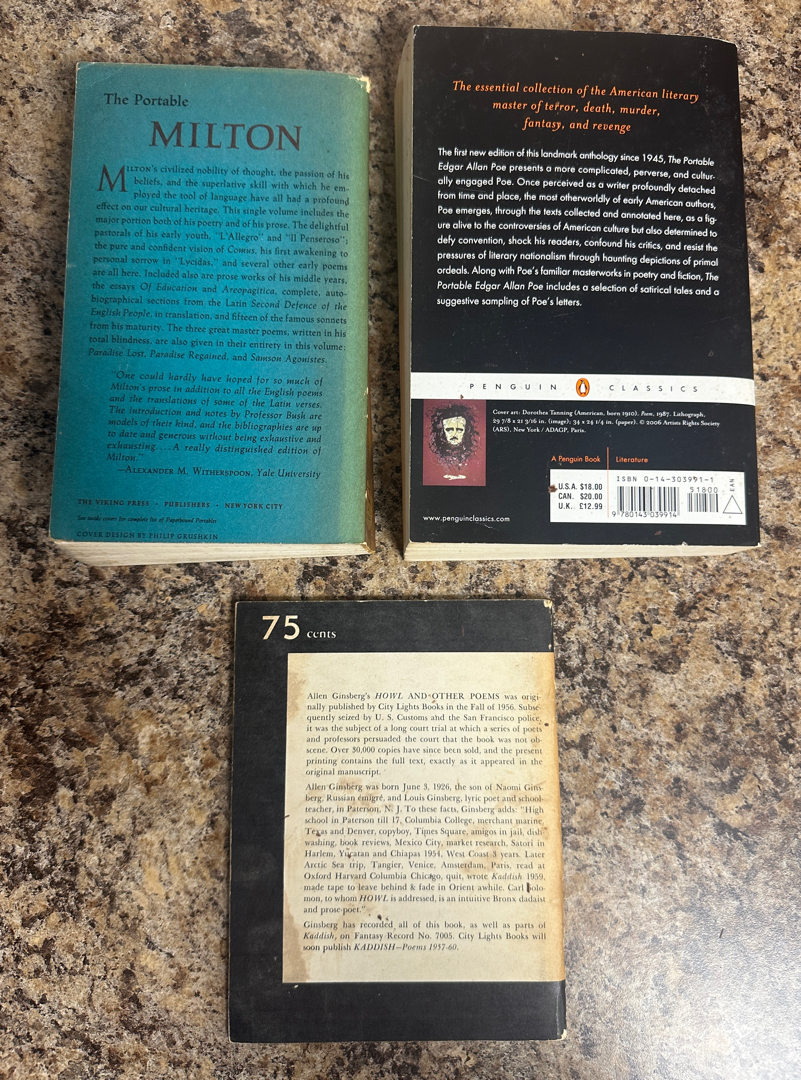 The Portable
MILTON
MILTON's civilized nobility of thought, the passion of his
beliefs, and the superlative skill with which he em-
ployed the tool of language have all had a profound
effect on our cultural heritage. This single volume includes the
major portion both of his poetry and of his prose. The delightful
pastorals of his early youth, "L'Allegro" and "Il Penseroso";
the pure and confident vision of Comus, his first awakening to
personal sorrow in "Lycidas," and several other early poems
are all here. Included also are prose works of his middle years,
the essays Of Education and Areopagitica, complete, auto-
biographical sections from the Latin Second Defence of the
English People, in translation, and fifteen of the famous sonnets
from his maturity. The three great master poems, written in his
total blindness, are also given in their entirety in this volume:
Paradise Lost, Paradise Regained, and Samson Agonistes.
"One could hardly have hoped for so much of
Milton's prose in addition to all the English poems
and the translations of some of the Latin verses.
The introduction and notes by Professor Bush are
models of their kind, and the bibliographies are up
to date and generous without being exhaustive and
exhausting. . . . A really distinguished edition of
Milton."
—ALEXANDER M. WITHERSPOON, Yale University
THE VIKING PRESS • PUBLISHERS • NEW YORK CITY
See inside cover for complete list of Paperbound Portables
COVER DESIGN BY PHILIP GRUSHKIN
The essential collection of the American literary
master of terror, death, murder,
fantasy, and revenge
The first new edition of this landmark anthology since 1945, The Portable
Edgar Allan Poe presents a more complicated, perverse, and cultur-
ally engaged Poe. Once perceived as a writer profoundly detached
from time and place, the most otherworldly of early American authors,
Poe emerges, through the texts collected and annotated here, as a fig-
ure alive to the controversies of American culture but also determined to
defy convention, shock his readers, confound his critics, and resist the
pressures of literary nationalism through haunting depictions of primal
ordeals. Along with Poe's familiar masterworks in poetry and fiction, The
Portable Edgar Allan Poe includes a selection of satirical tales and a
suggestive sampling of Poe's letters.
PENGUIN CLASSICS
Cover art: Dorothea Tanning (American, born 1910). Poem, 1987. Lithograph,
29 7/8 x 21 3/16 in. (image); 34 x 24 1/4 in. (paper). © 2006 Artists Rights Society
(ARS), New York / ADAGP, Paris.
A Penguin Book | Literature
ISBN 0-14-303991-1
U.S.A. $18.00
CAN. $20.00
U.K. £12.99
51800
EAN
9 780143 039914
www.penguinclassics.com
75 cents
Allen Ginsberg's HOWL AND OTHER POEMS was origi-
nally published by City Lights Books in the Fall of 1956. Subse-
quently seized by U. S. Customs and the San Francisco police,
it was the subject of a long court trial at which a series of poets
and professors persuaded the court that the book was not ob-
scene. Over 30,000 copies have since been sold, and the present
printing contains the full text, exactly as it appeared in the
original manuscript.
Allen Ginsberg was born June 3, 1926, the son of Naomi Gins-
berg, Russian émigré, and Louis Ginsberg, lyric poet and school-
teacher, in Paterson, N. J. To these facts, Ginsberg adds: "High
school in Paterson till 17, Columbia College, merchant marine,
Texas and Denver, copyboy, Times Square, amigos in jail, dish
washing, book reviews, Mexico City, market research, Satori in
Harlem, Yucatan and Chiapas 1954, West Coast 3 years. Later
Arctic Sea trip, Tangier, Venice, Amsterdam, Paris, read at
Oxford Harvard Columbia Chicago, quit, wrote Kaddish 1959,
made tape to leave behind & fade in Orient awhile. Carl Solo-
mon, to whom HOWL is addressed, is an intuitive Bronx dadaist
and prose-poet."
Ginsberg has recorded all of this book, as well as parts of
Kaddish, on Fantasy Record No. 7005. City Lights Books will
soon publish KADDISH—Poems 1957-60.